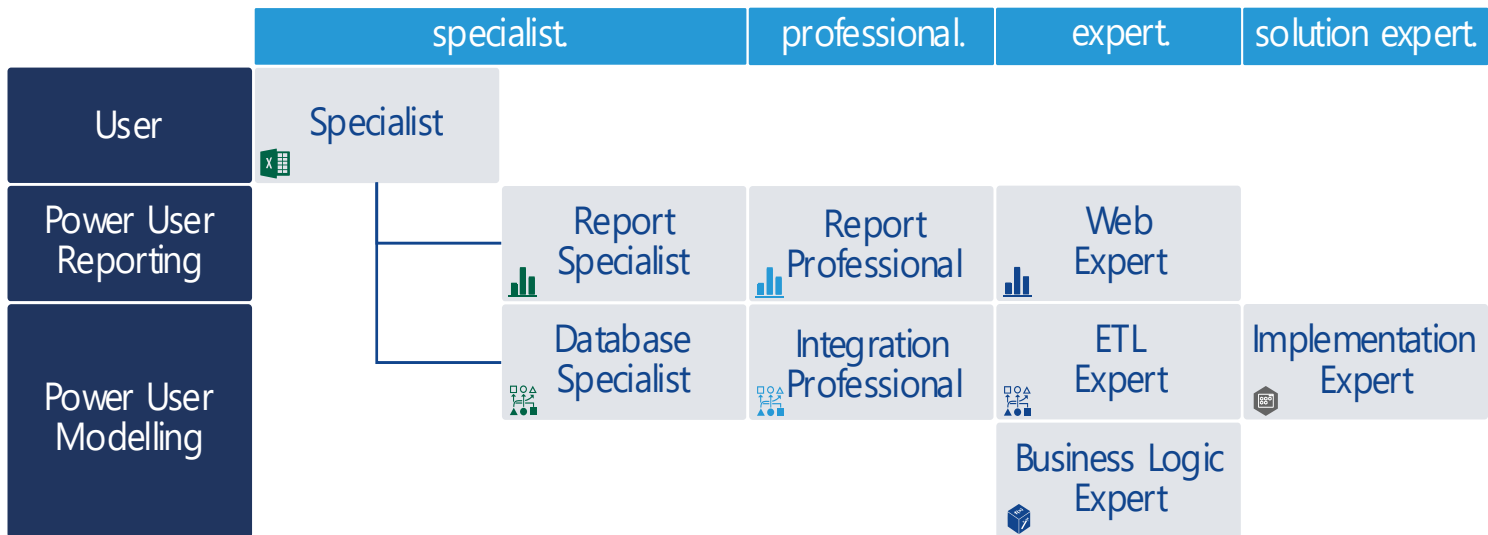 specialist.
professional.
expert.
solution expert.
User
Specialist
Power User
Reporting
Report
Specialist
Report
Professional
Web
Expert
Power User
Modelling
Database
Specialist
Integration
Professional
ETL
Expert
Implementation
Expert
Business Logic
Expert